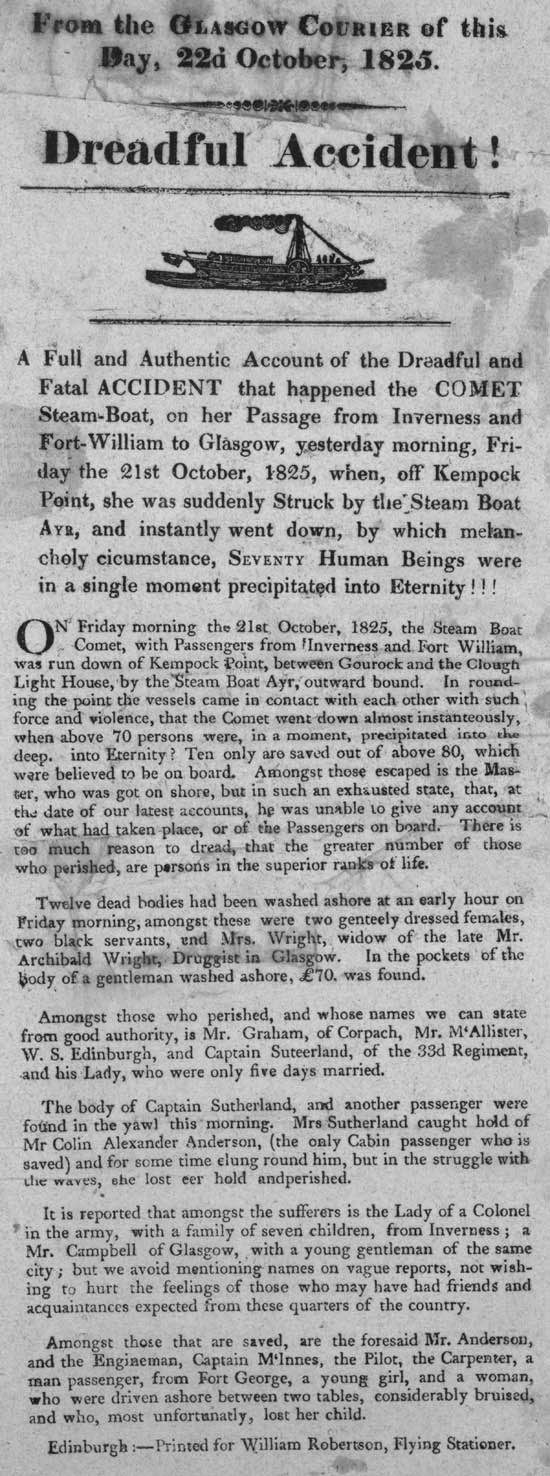 From the GLASGOW COURIER of this
Day, 22d October, 1825.
Dreadful Accident!
A Full and Authentic Account of the Dreadful and
Fatal ACCIDENT that happened the COMET
Steam-Boat, on her Passage from Inverness and
Fort-William to Glasgow, yesterday morning, Fri-
day the 21st October, 1825, when, off Kempock
Point, she was suddenly Struck by the Steam Boat
AYR, and instantly went down, by which melan-
choly cicumstance, SEVENTY Human Beings were
in a single moment precipitated into Eternity!!!
ON Friday morning the 21st October, 1825, the Steam Boat
Comet, with Passengers from Inverness and Fort William,
was run down of Kempock Point, between Gourock and the Clough
Light House, by the Steam Boat Ayr, outward bound. In round-
ing the point the vessels came in contact with each other with such
force and violence, that the Comet went down almost instanteously,
when above 70 persons were, in a moment, precipitated into the
deep. into Eternity? Ten only are saved out of above 80, which
were believed to be on board. Amongst those escaped is the Mas-
ter, who was got on shore, but in such an exhausted state, that, at
the date of our latest accounts, he was unable to give any account
of what had taken place, or of the Passengers on board. There is
too much reason to dread, that the greater number of those
who perished, are persons in the superior ranks of life.
Twelve dead bodies had been washed ashore at an early hour on
Friday morning, amongst these were two genteely dressed females,
two black servants, end Mrs. Wright, widow of the late Mr.
Archibald Wright, Druggist in Glasgow. In the pockets of the
body of a gentleman washed ashore, £70. was found.
Amongst those who perished, and whose names we can state
from good authority, is Mr. Graham, of Corpach, Mr. M'Allister,
W. S. Edinburgh, and Captain Suteerland, of the 33d Regiment,
and his Lady, who were only five days married.
The body of Captain Sutherland, and another passenger were
found in the yawl this morning. Mrs Sutherland caught hold of
Mr Colin Alexander Anderson, (the only Cabin passenger who is
saved) and for some time elung round him, but in the struggle with
the waves, she lost eer hold andperished.
It is reported that amongst the sufferers is the Lady of a Colonel
in the army, with a family of seven children, from Inverness; a
Mr. Campbell of Glasgow, with a young gentleman of the same
city; but we avoid mentioning names on vague reports, not wish-
ing to hurt the feelings of those who may have had friends and
acquaintances expected from these quarters of the country.
Amongst those that are saved, are the foresaid Mr. Anderson,
and the Engineman, Captain M'Innes, the Pilot, the Carpenter, a
man passenger, from Fort George, a young girl, and a woman,
who were driven ashore between two tables, considerably bruised,
and who, most unfortunatly, lost her child.
Edinburgh:—Printed for William Robertson, Flying Stationer.